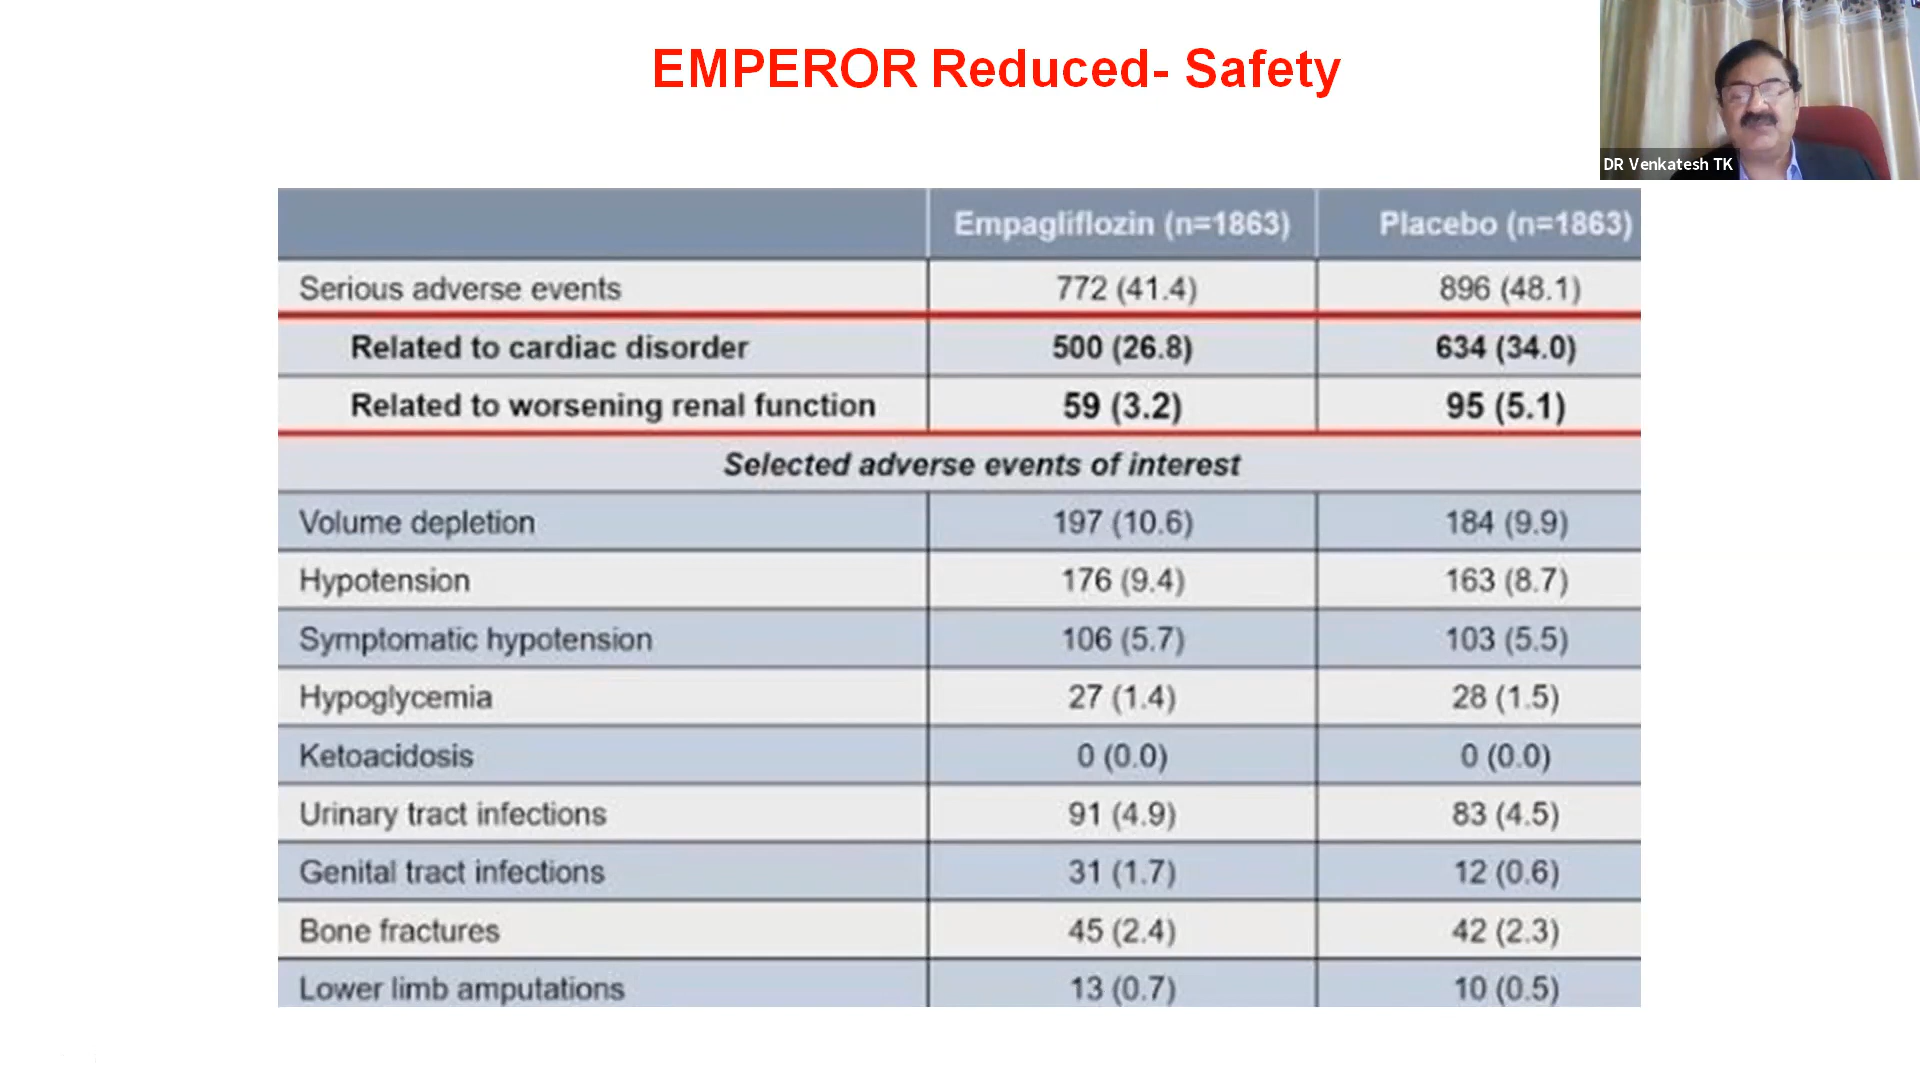 EMPEROR Reduced- Safety
DR Venkatesh TK
Empagliflozin (n=1863) Placebo (n=1863)
Serious adverse events 772 (41.4) 896 (48.1)
Related to cardiac disorder 500 (26.8) 634 (34.0)
Related to worsening renal function 59 (3.2) 95 (5.1)
Selected adverse events of interest
Volume depletion 197 (10.6) 184 (9.9)
Hypotension 176 (9.4) 163 (8.7)
Symptomatic hypotension 106 (5.7) 103 (5.5)
Hypoglycemia 27 (1.4) 28 (1.5)
Ketoacidosis 0 (0.0) 0 (0.0)
Urinary tract infections 91 (4.9) 83 (4.5)
Genital tract infections 31 (1.7) 12 (0.6)
Bone fractures 45 (2.4) 42 (2.3)
Lower limb amputations 13 (0.7) 10 (0.5)